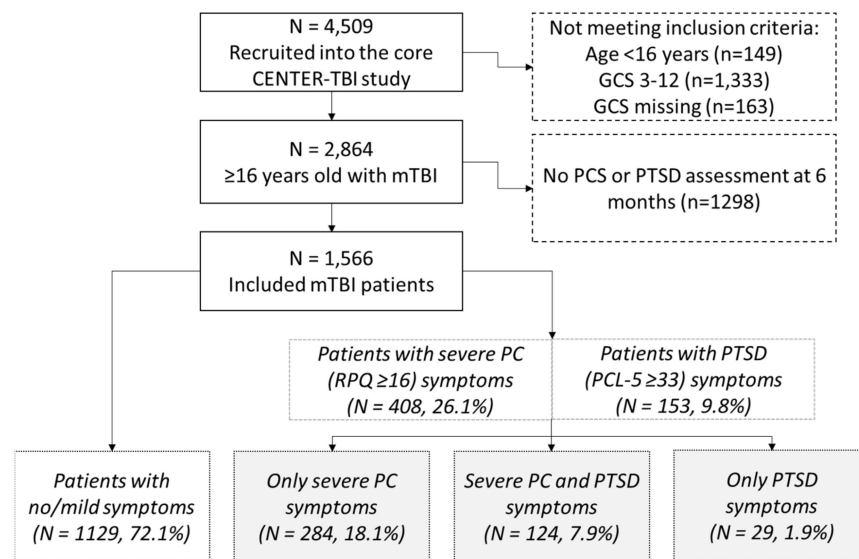 N = 4,509
Recruited into the core
CENTER-TBI study
Not meeting inclusion criteria:
Age <16 years (n=149)
GCS 3-12 (n=1,333)
GCS missing (n=163)
N = 2,864
≥16 years old with mTBI
No PCS or PTSD assessment at 6
months (n=1298)
N = 1,566
Included mTBI patients
Patients with severe PC
(RPQ ≥16) symptoms
(N = 408, 26.1%)
Patients with PTSD
(PCL-5 ≥33) symptoms
(N = 153, 9.8%)
Patients with
no/mild symptoms
(N = 1129, 72.1%)
Only severe PC
symptoms
(N = 284, 18.1%)
Severe PC and PTSD
symptoms
(N = 124, 7.9%)
Only PTSD
symptoms
(N = 29, 1.9%)